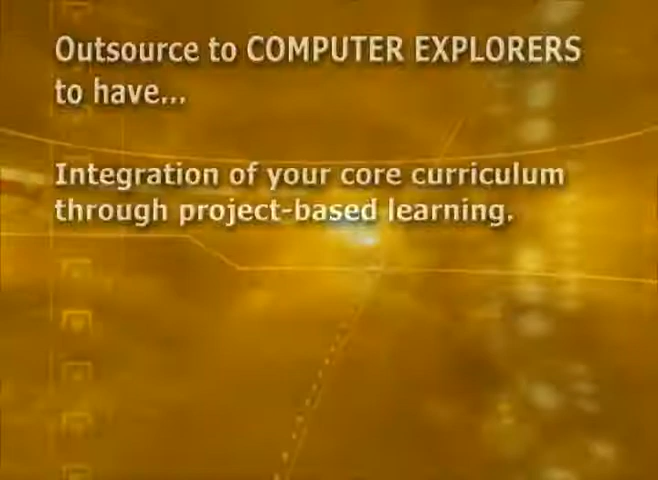 Outsource to COMPUTER EXPLORERS
to have...
Integration of your core curriculum
through project-based learning.